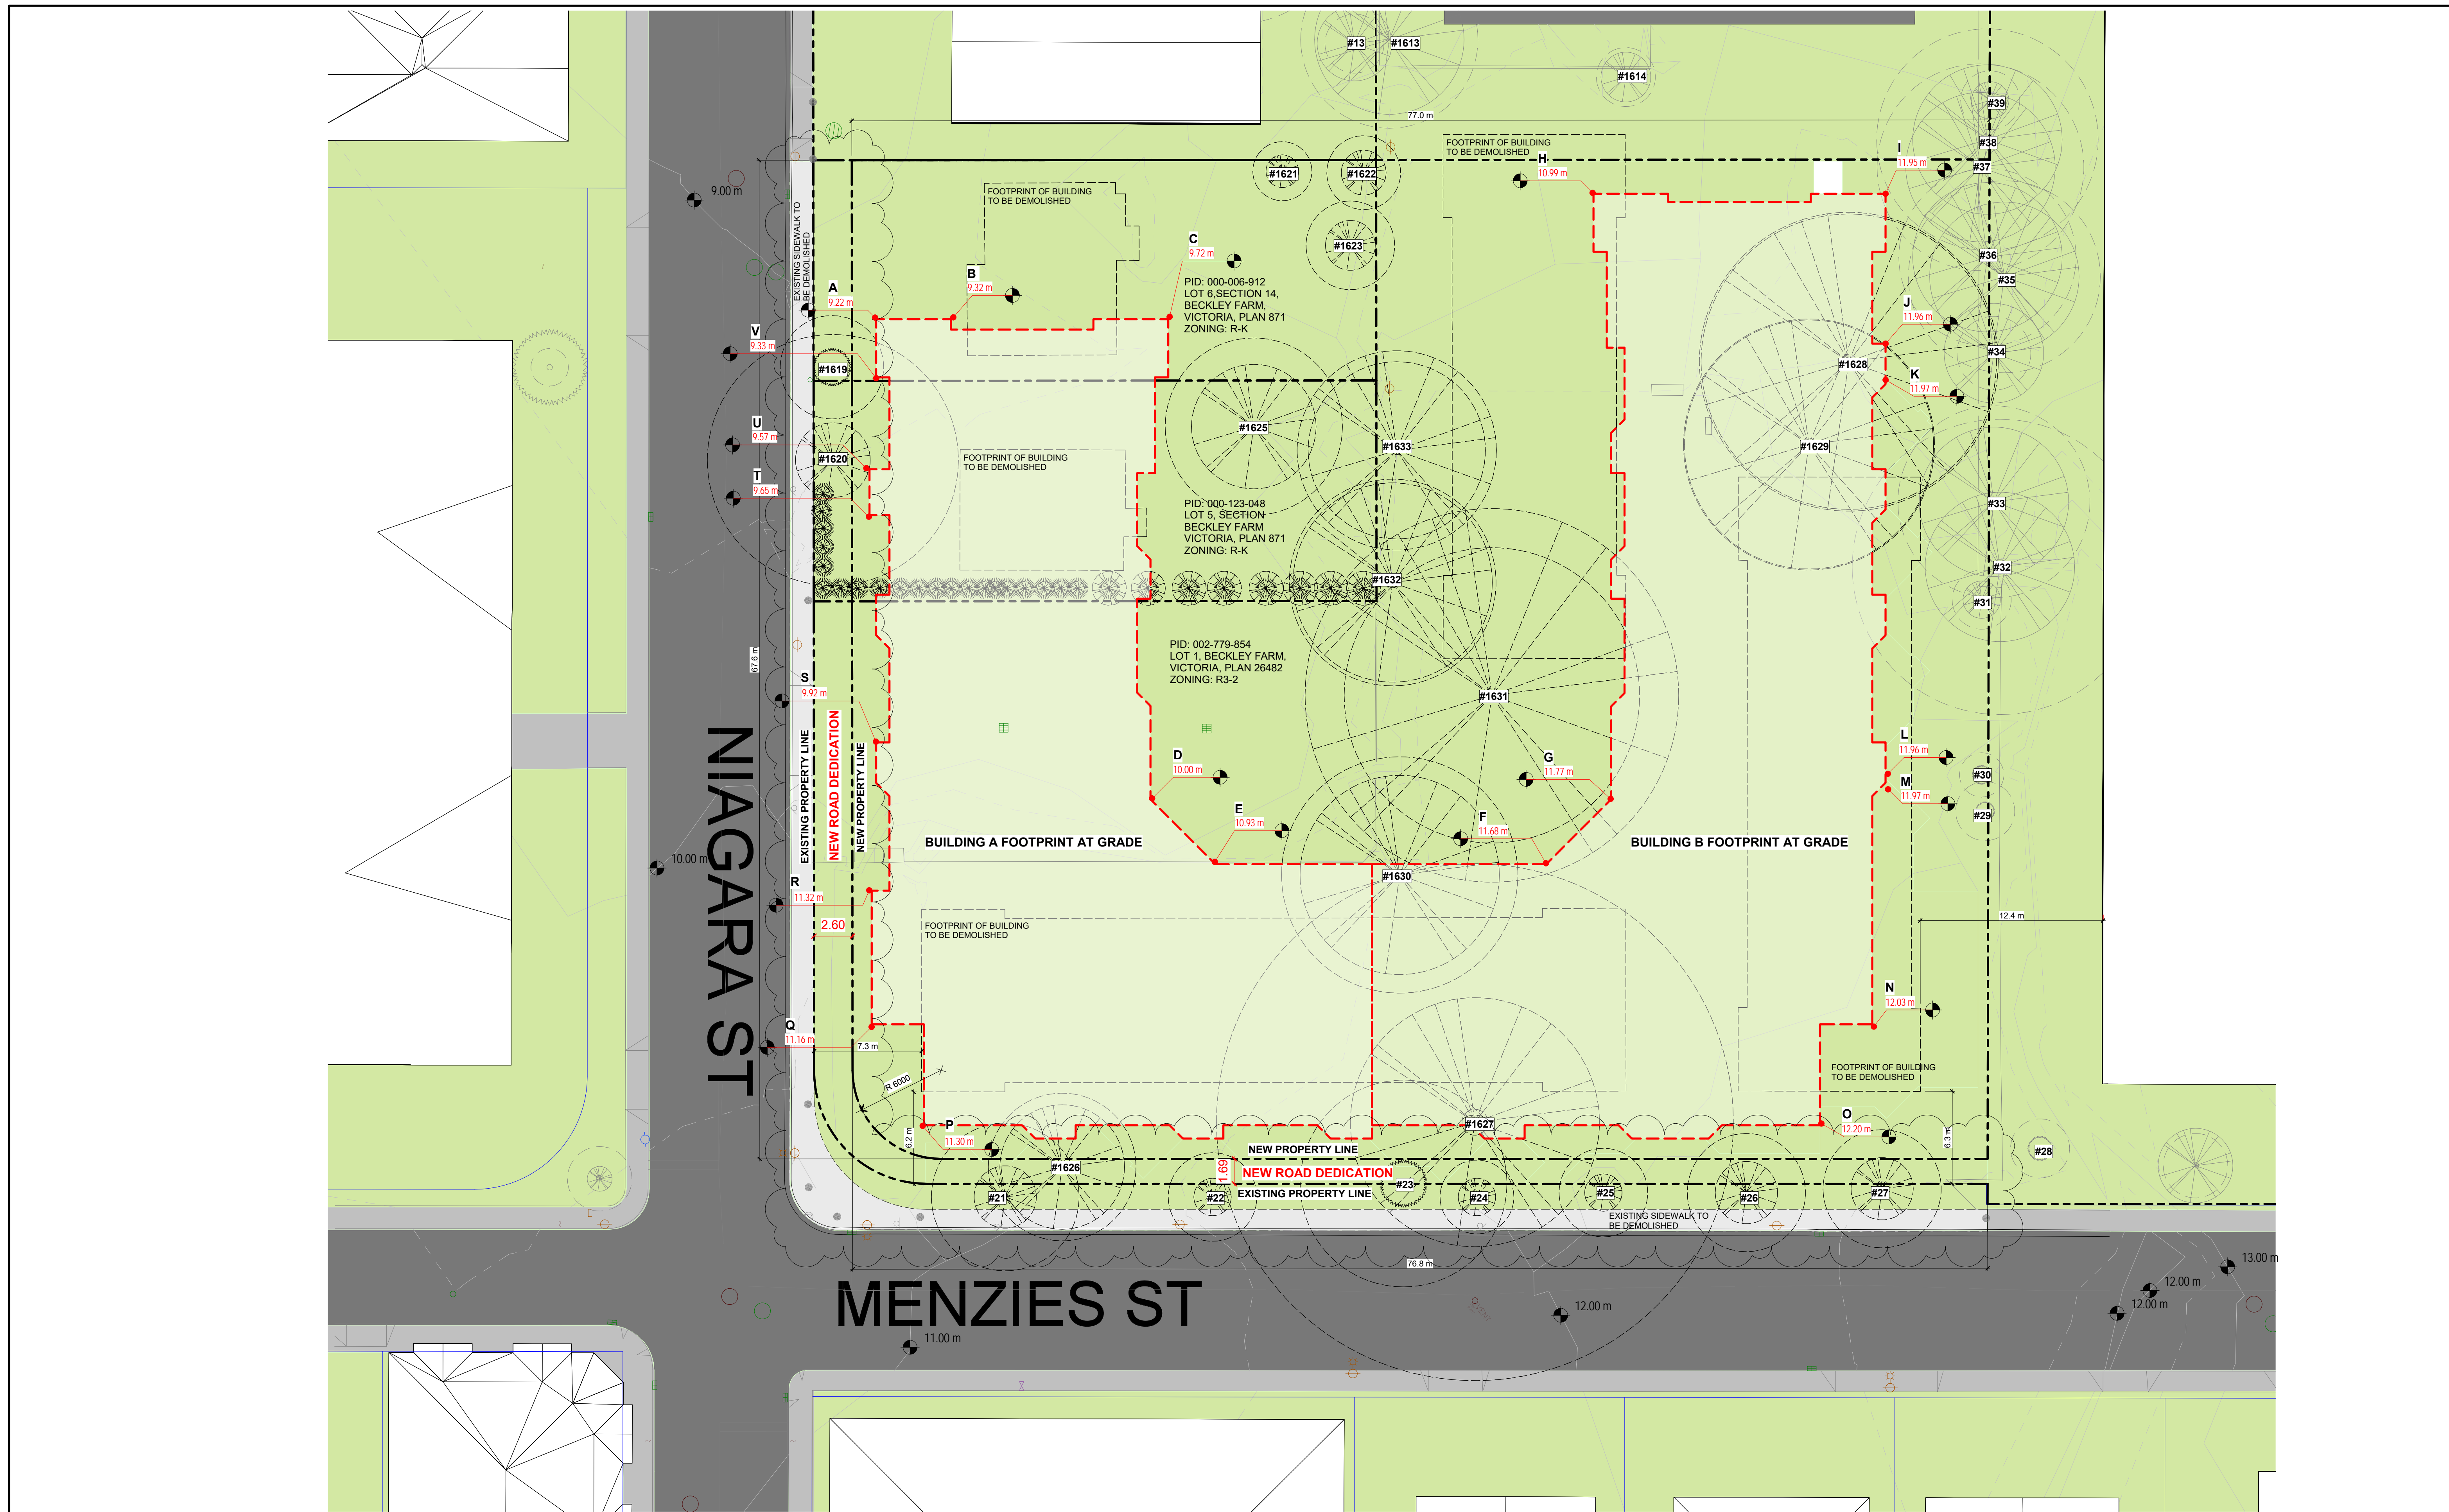 #13
#1613
#1614
#39
77.0 m
#38
#37
FOOTPRINT OF BUILDING
TO BE DEMOLISHED
H
10.99 m
I
11.95 m
#1621
#1622
9.00 m
FOOTPRINT OF BUILDING
TO BE DEMOLISHED
EXISTING SIDEWALK TO
BE DEMOLISHED
C
9.72 m
#1623
#36
#35
B
9.32 m
A
9.22 m
PID: 000-006-912
LOT 6,SECTION 14,
BECKLEY FARM,
VICTORIA, PLAN 871
ZONING: R-K
J
11.96 m
V
9.33 m
#34
#1619
#1628
K
11.97 m
U
9.57 m
#1625
#1620
#1633
#1629
FOOTPRINT OF BUILDING
TO BE DEMOLISHED
T
9.65 m
PID: 000-123-048
LOT 5, SECTION
BECKLEY FARM
VICTORIA, PLAN 871
ZONING: R-K
#33
#1632
#32
#31
67.6 m
PID: 002-779-854
LOT 1, BECKLEY FARM,
VICTORIA, PLAN 26482
ZONING: R3-2
S
9.92 m
#1631
NIAGARA ST
EXISTING PROPERTY LINE
NEW ROAD DEDICATION
NEW PROPERTY LINE
D
10.00 m
G
11.77 m
L
11.96 m
#30
M
11.97 m
#29
E
10.93 m
F
11.68 m
BUILDING A FOOTPRINT AT GRADE
BUILDING B FOOTPRINT AT GRADE
10.00 m
#1630
R
11.32 m
2.60
FOOTPRINT OF BUILDING
TO BE DEMOLISHED
12.4 m
N
12.03 m
Q
11.16 m
7.3 m
R 6000
FOOTPRINT OF BUILDING
TO BE DEMOLISHED
P
11.30 m
6.2 m
#1627
O
12.20 m
6.3 m
NEW PROPERTY LINE
#28
#1626
1.69
NEW ROAD DEDICATION
#23
EXISTING PROPERTY LINE
#21
#22
#24
#25
#26
#27
EXISTING SIDEWALK TO
BE DEMOLISHED
76.8 m
MENZIES ST
13.00 m
12.00 m
12.00 m
12.00 m
11.00 m